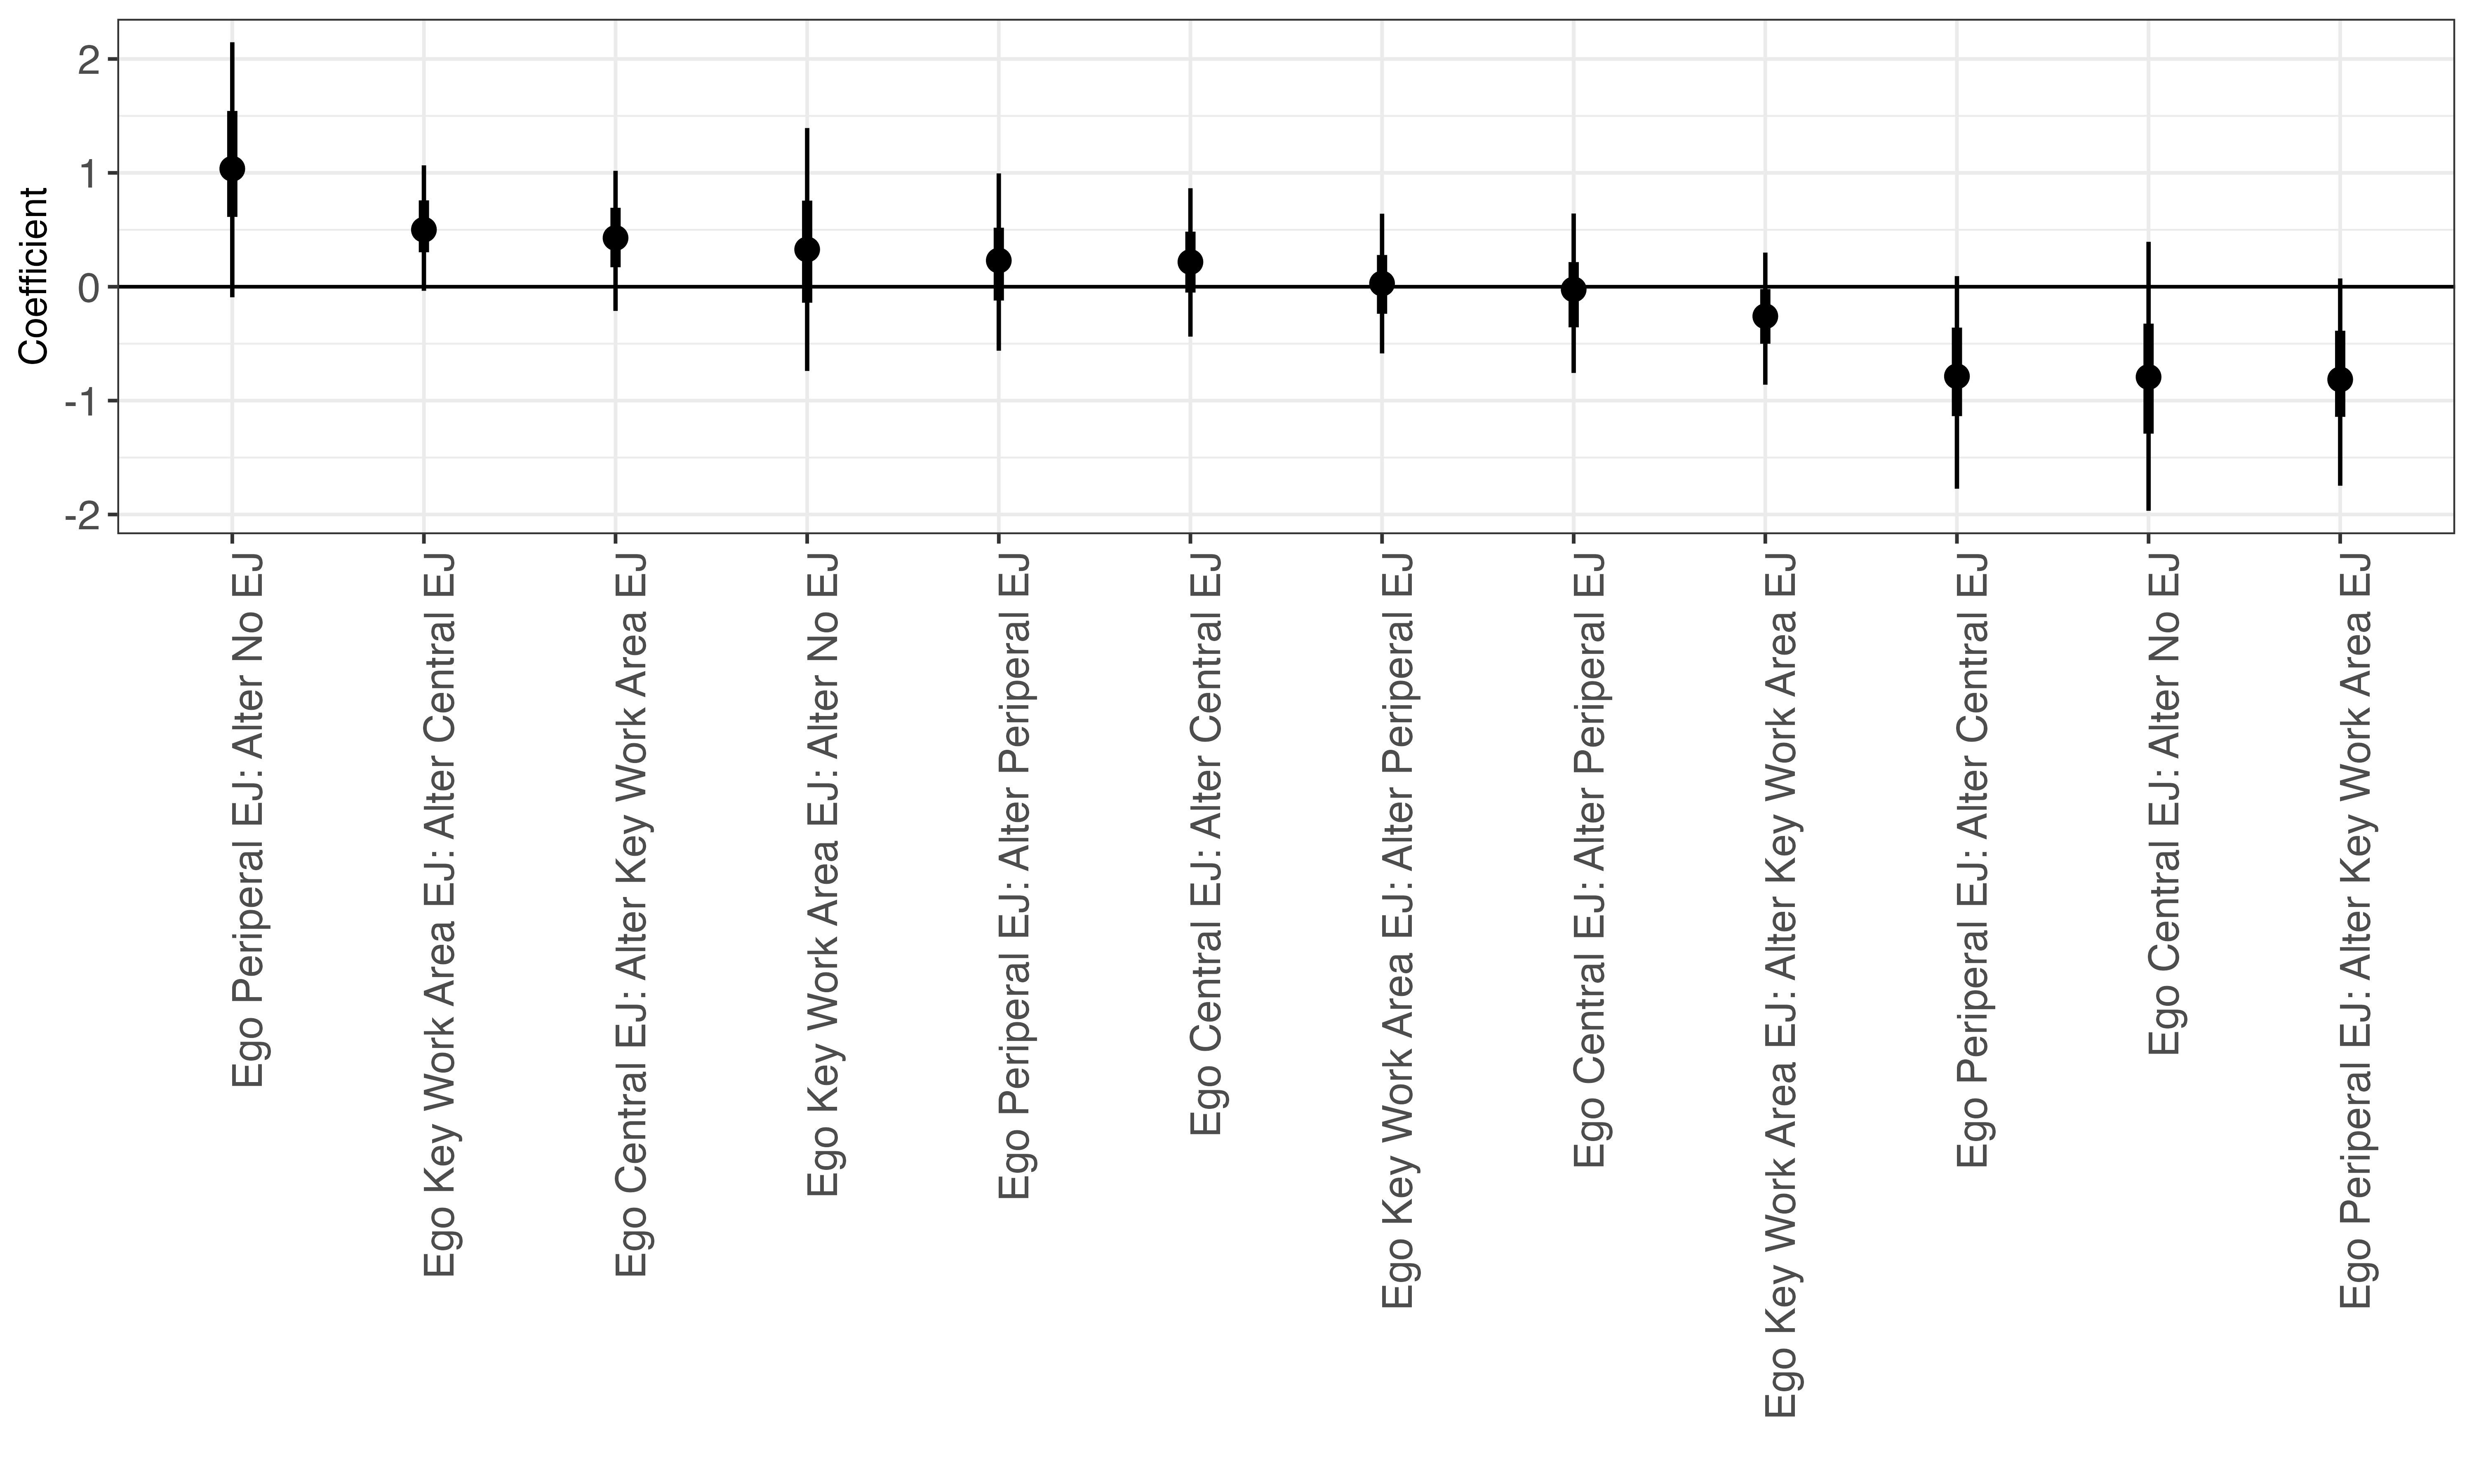 Coefficient
2
1
0
-1
-2
Ego Periperal EJ: Alter No EJ
Ego Key Work Area EJ: Alter Central EJ
Ego Central EJ: Alter Key Work Area EJ
Ego Key Work Area EJ: Alter No EJ
Ego Periperal EJ: Alter Periperal EJ
Ego Central EJ: Alter Central EJ
Ego Key Work Area EJ: Alter Periperal EJ
Ego Central EJ: Alter Periperal EJ
Ego Key Work Area EJ: Alter Key Work Area EJ
Ego Periperal EJ: Alter Central EJ
Ego Central EJ: Alter No EJ
Ego Periperal EJ: Alter Key Work Area EJ